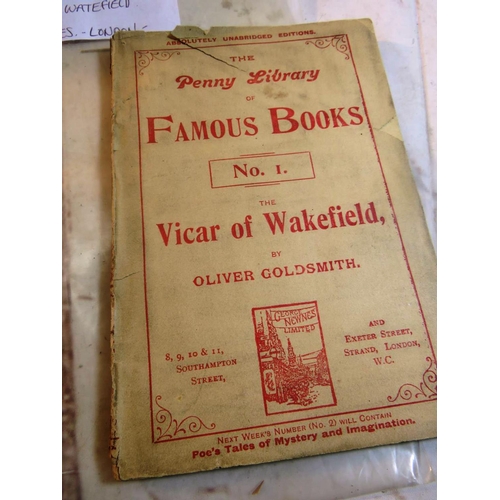 WATEFIELD
ES. - LONDON -
ABSOLUTELY UNABRIDGED EDITIONS.
THE
Penny Library
OF
FAMOUS BOOKS
No. 1.
THE
Vicar of Wakefield,
BY
OLIVER GOLDSMITH.
GEORGE
NEWNES
LIMITED
8, 9, 10 & 11,
SOUTHAMPTON
STREET,
AND
EXETER STREET,
STRAND, LONDON,
W.C.
NEXT WEEK'S NUMBER (No. 2) WILL CONTAIN
Poe's Tales of Mystery and Imagination.